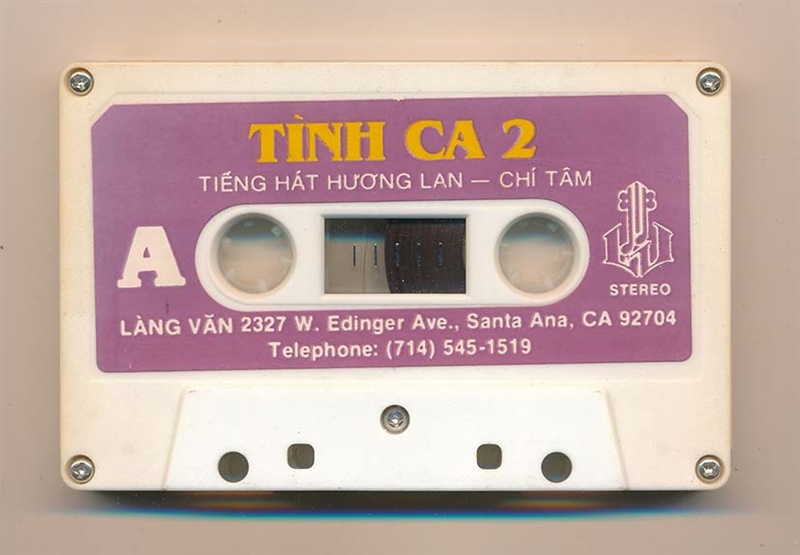 TÌNH CA 2
TIẾNG HÁT HƯƠNG LAN — CHÍ TÂM
A
STEREO
LÀNG VĂN 2327 W. Edinger Ave., Santa Ana, CA 92704
Telephone: (714) 545-1519